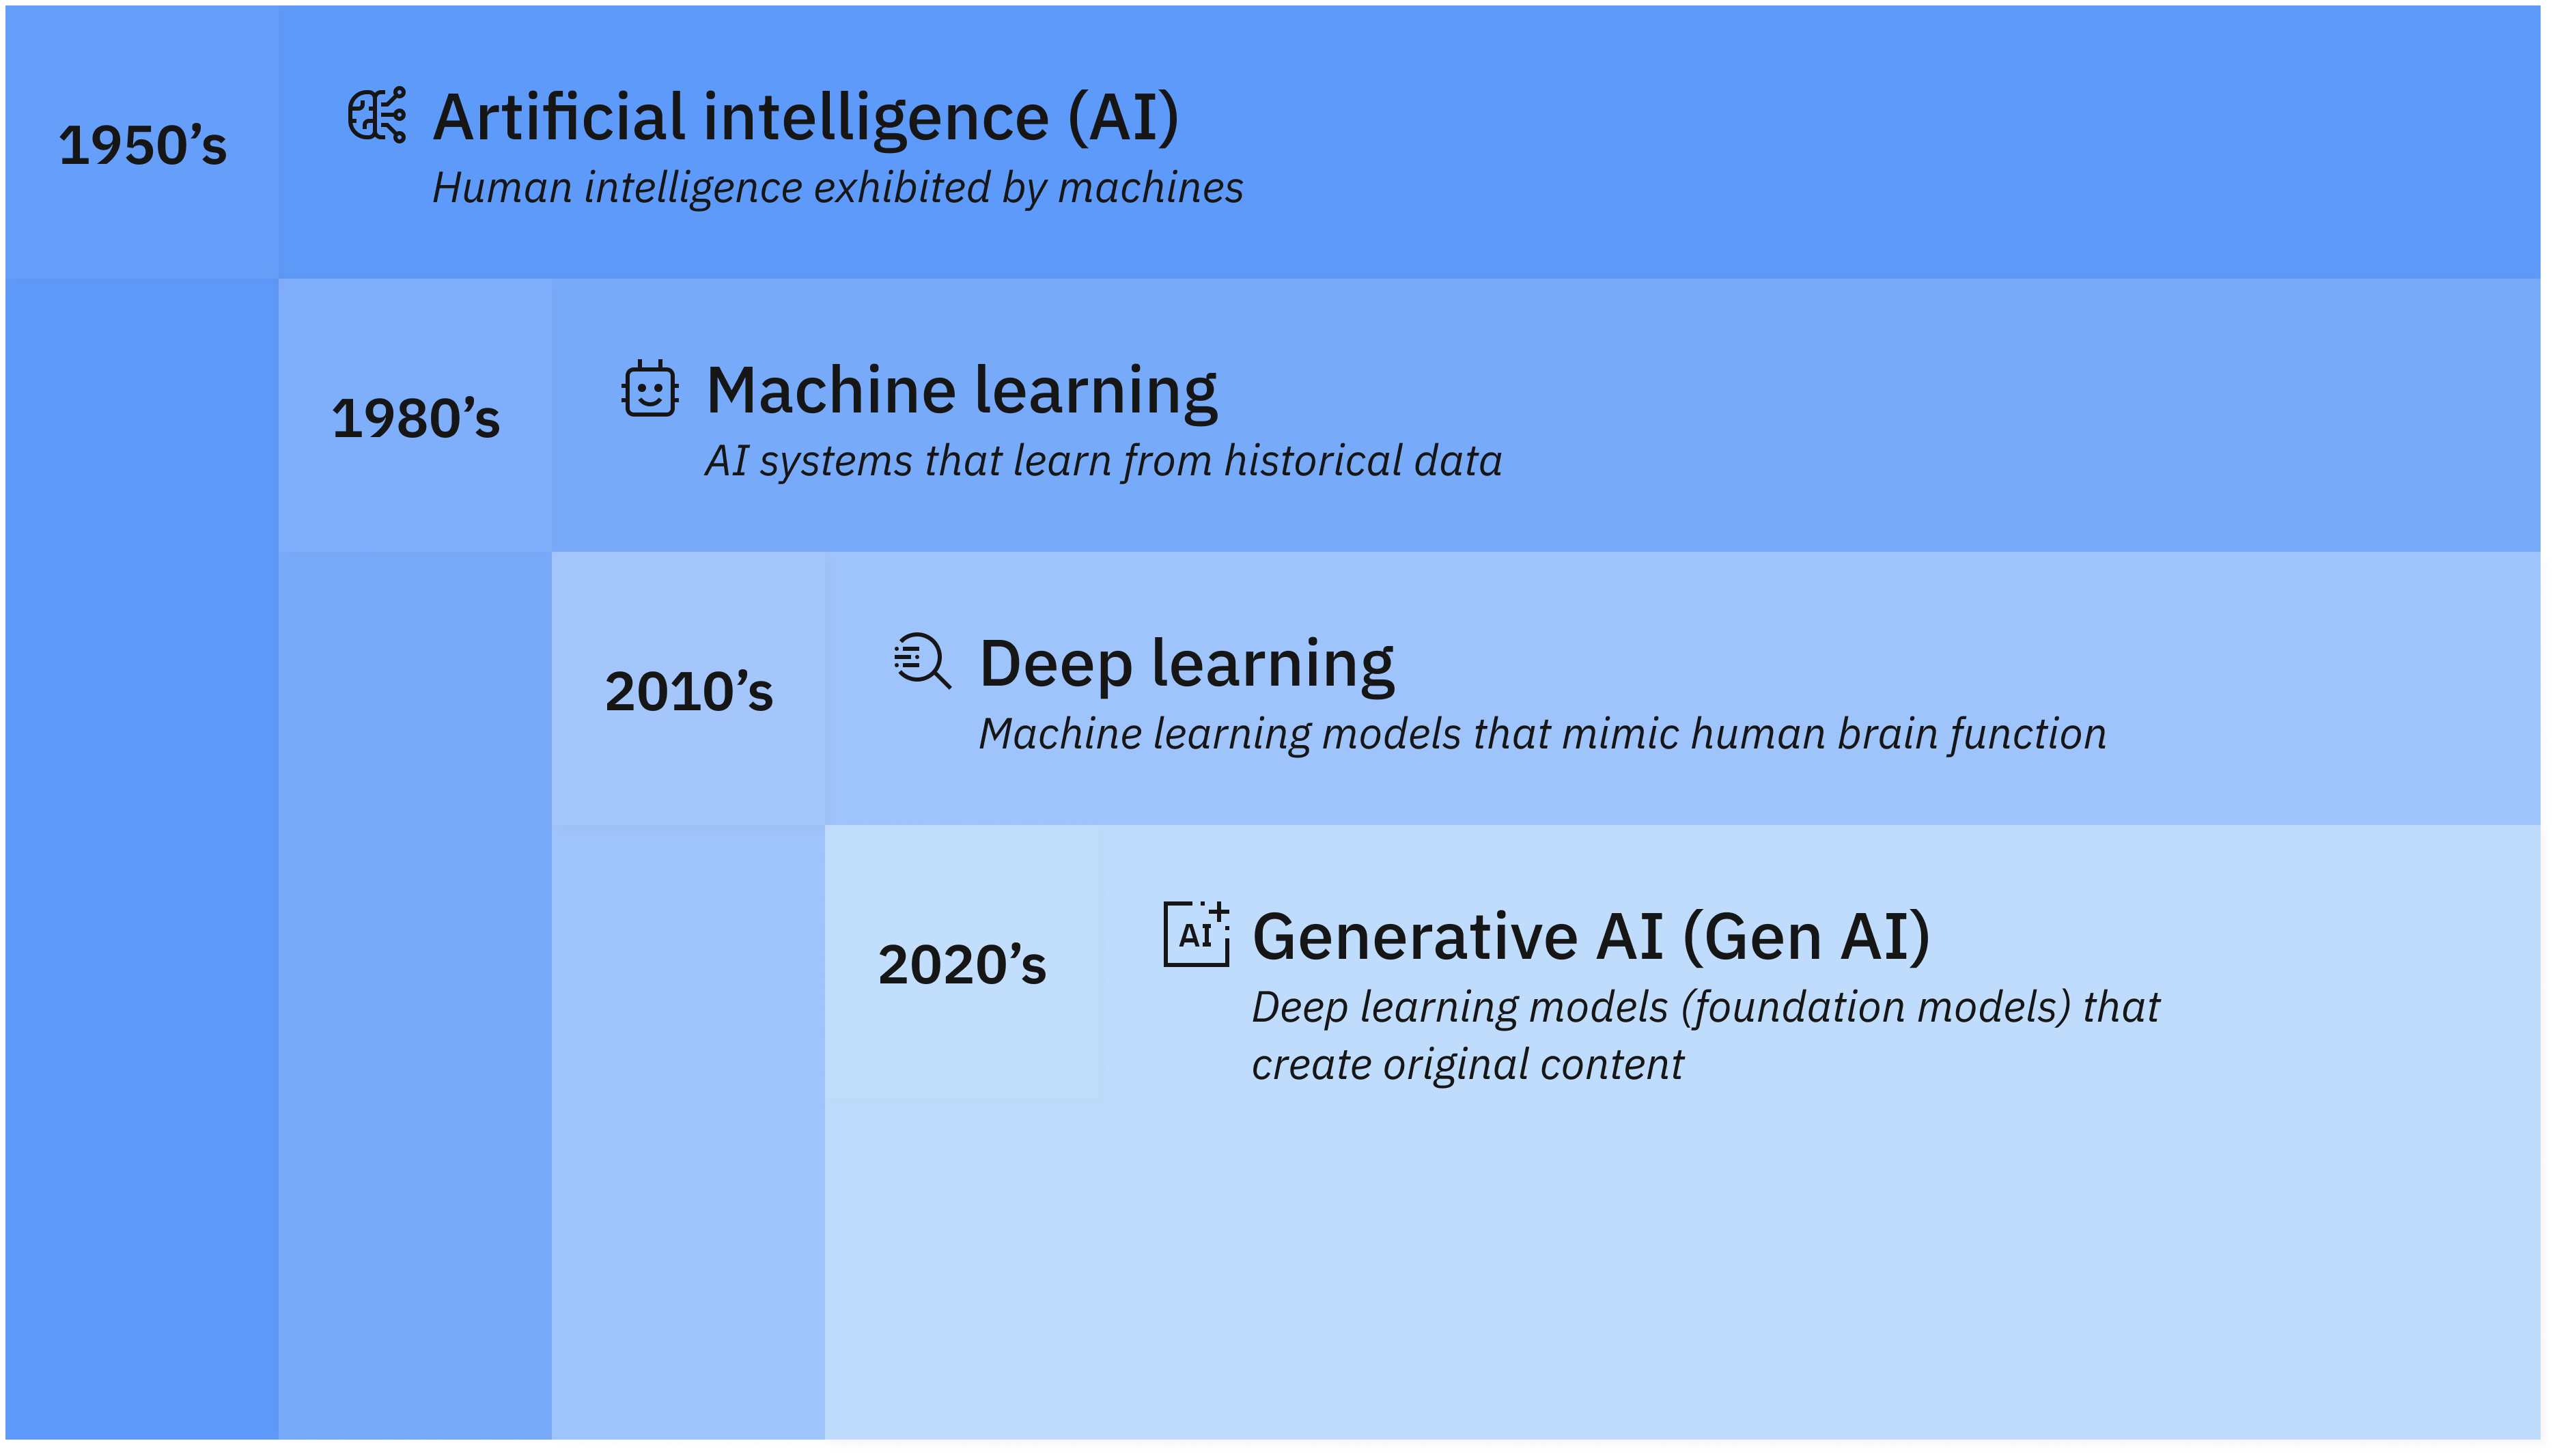 1950’s
Artificial intelligence (AI)
Human intelligence exhibited by machines
1980’s
Machine learning
AI systems that learn from historical data
2010’s
Deep learning
Machine learning models that mimic human brain function
2020’s
AI
Generative AI (Gen AI)
Deep learning models (foundation models) that
create original content